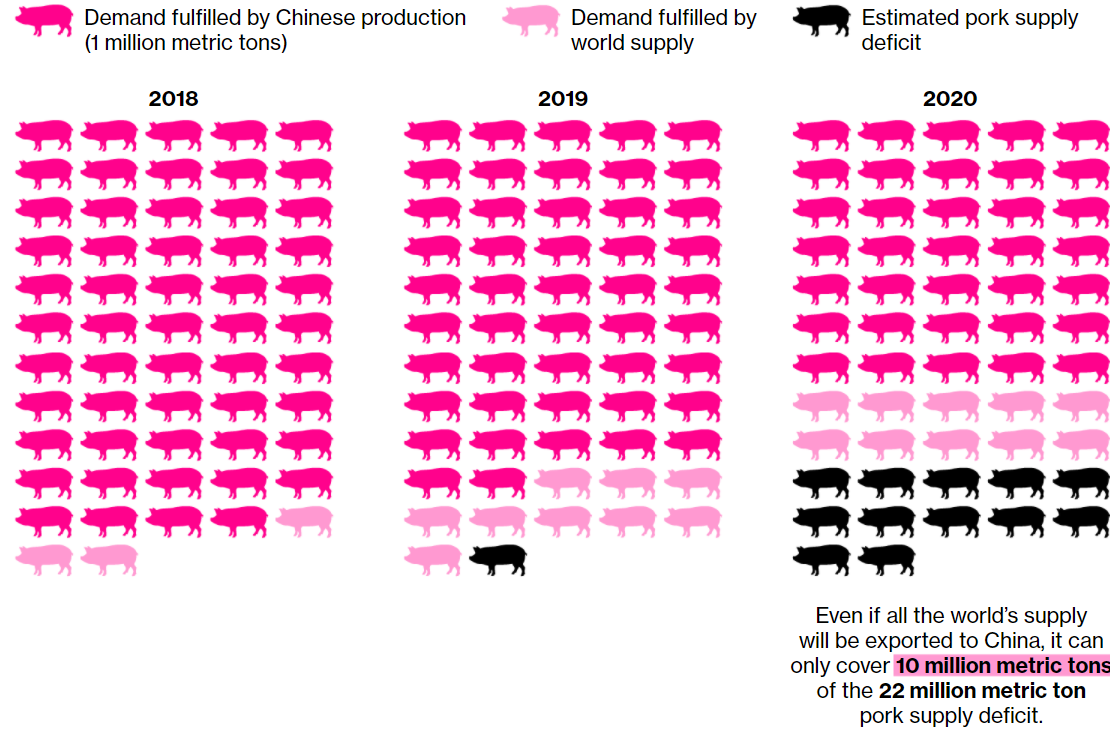 Demand fulfilled by Chinese production
(1 million metric tons)
Demand fulfilled by
world supply
Estimated pork supply
deficit
2018
2019
2020
Even if all the world's supply
will be exported to China, it can
only cover 10 million metric tons
of the 22 million metric ton
pork supply deficit.